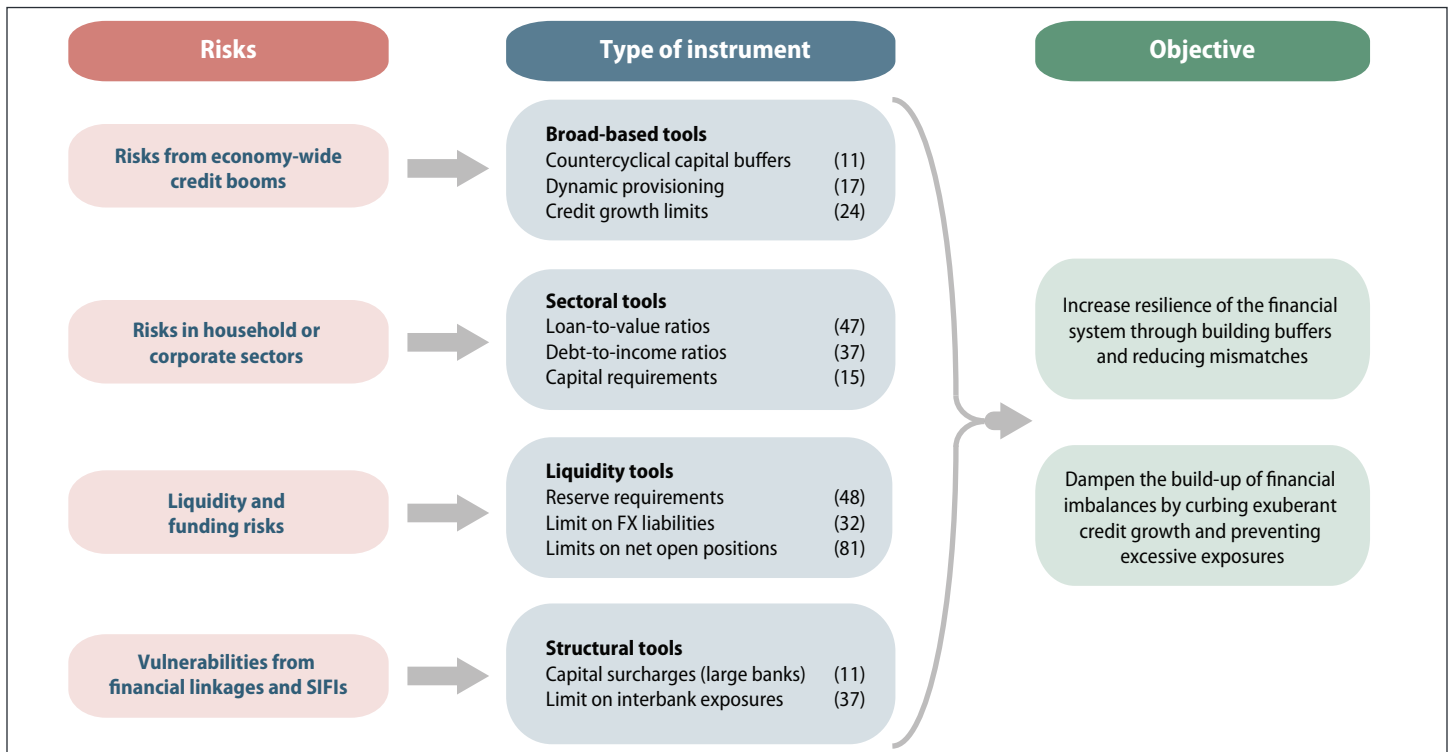 Risks
Type of instrument
Objective
Risks from economy-wide
credit booms
Broad-based tools
Countercyclical capital buffers (11)
Dynamic provisioning (17)
Credit growth limits (24)
Risks in household or
corporate sectors
Sectoral tools
Loan-to-value ratios (47)
Debt-to-income ratios (37)
Capital requirements (15)
Liquidity and
funding risks
Liquidity tools
Reserve requirements (48)
Limit on FX liabilities (32)
Limits on net open positions (81)
Vulnerabilities from
financial linkages and SIFIs
Structural tools
Capital surcharges (large banks) (11)
Limit on interbank exposures (37)
Increase resilience of the financial
system through building buffers
and reducing mismatches
Dampen the build-up of financial
imbalances by curbing exuberant
credit growth and preventing
excessive exposures